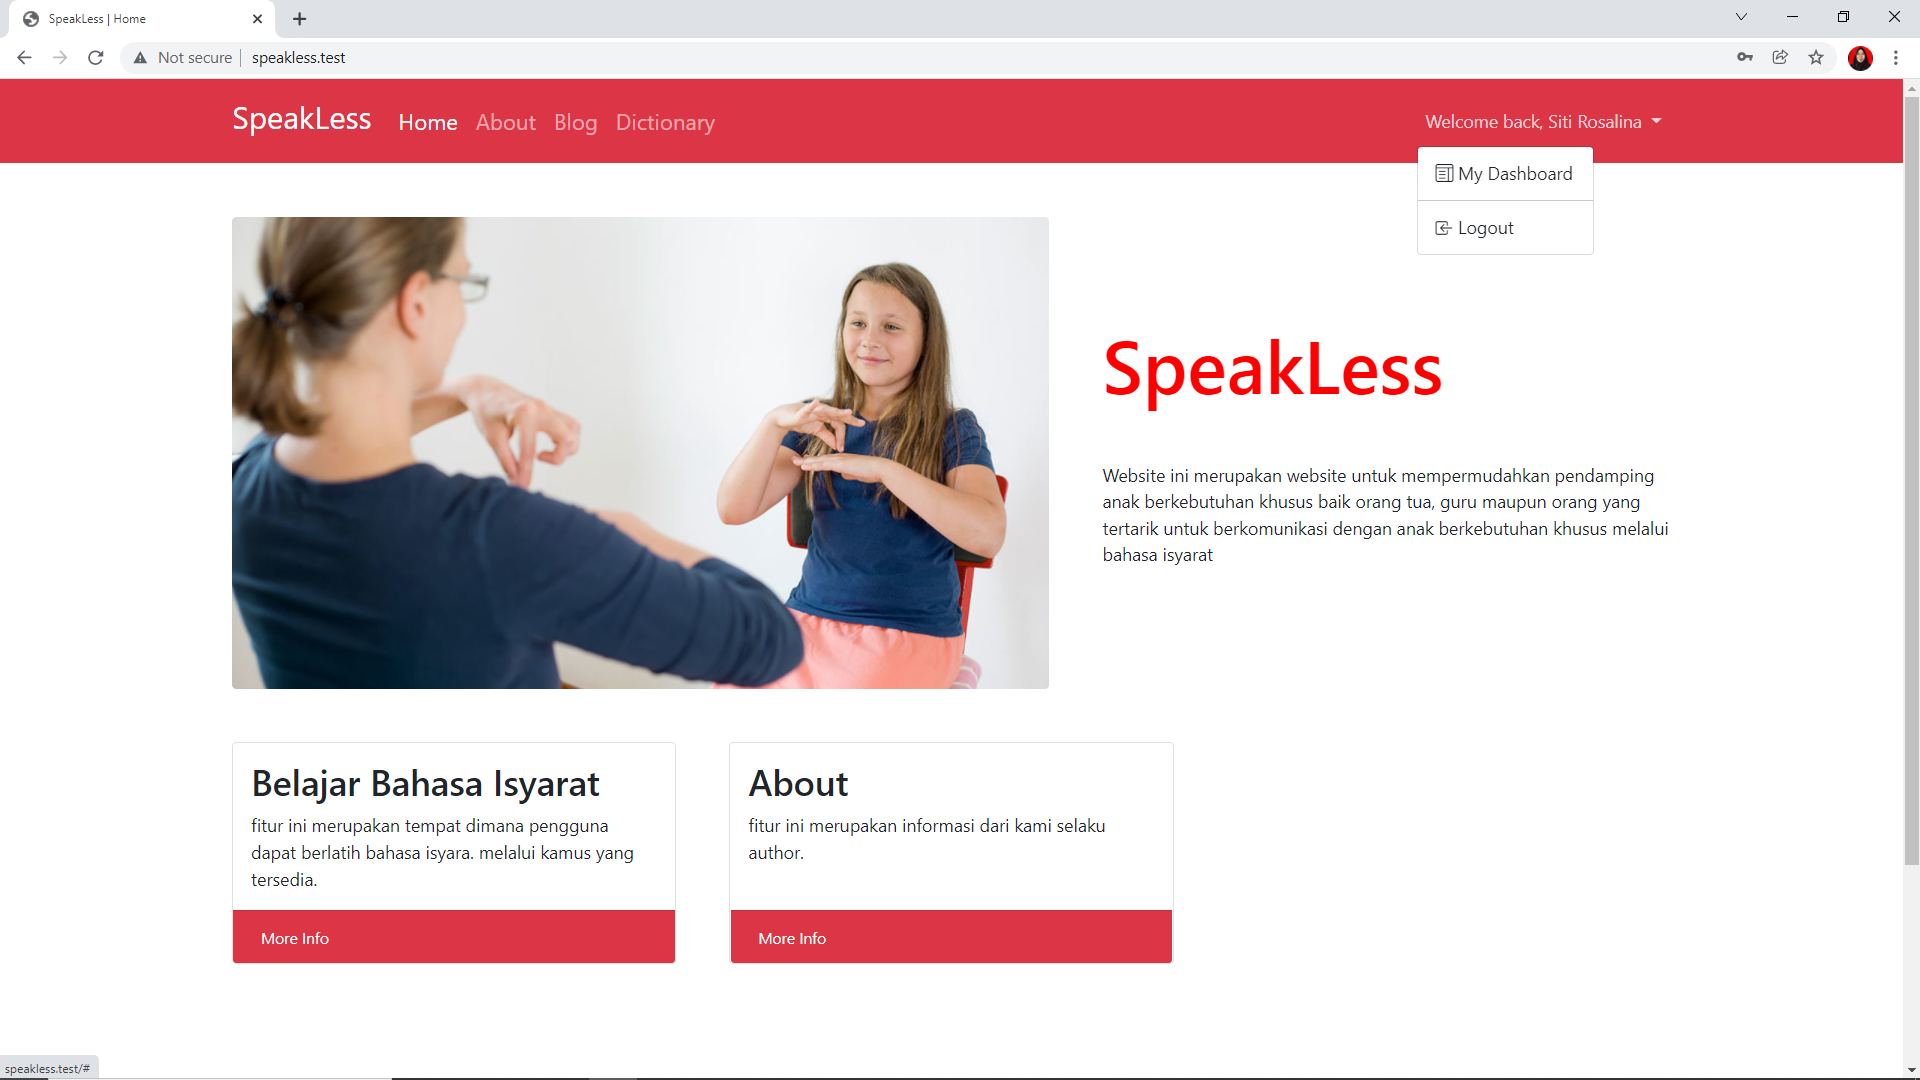 SpeakLess | Home
Not secure
speakless.test
SpeakLess
Home
About
Blog
Dictionary
Welcome back, Siti Rosalina
My Dashboard
Logout
SpeakLess
Website ini merupakan website untuk mempermudahkan pendamping
anak berkebutuhan khusus baik orang tua, guru maupun orang yang
tertarik untuk berkomunikasi dengan anak berkebutuhan khusus melalui
bahasa isyarat
Belajar Bahasa Isyarat
fitur ini merupakan tempat dimana pengguna
dapat berlatih bahasa isyara. melalui kamus yang
tersedia.
More Info
About
fitur ini merupakan informasi dari kami selaku
author.
More Info
speakless.test/#